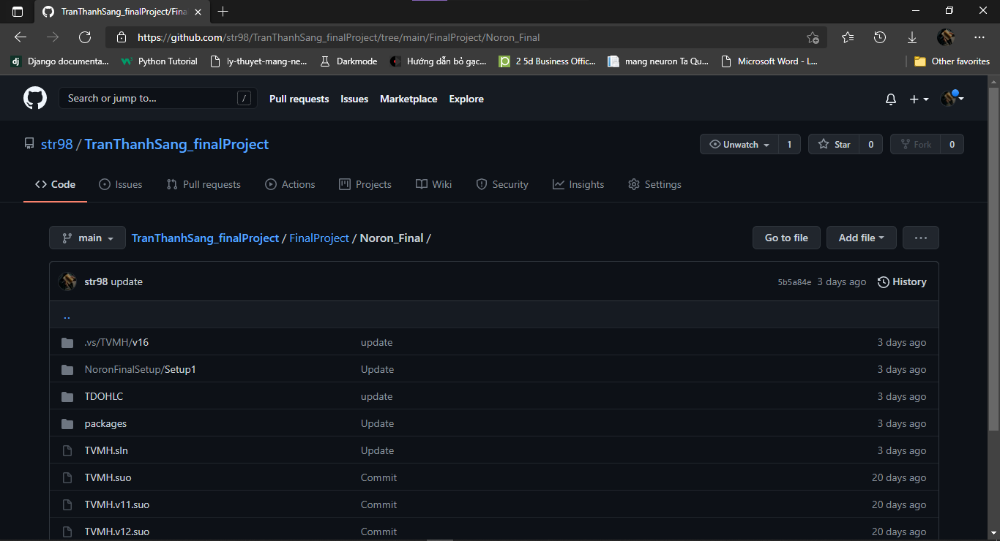 TranThanhSang_finalProject/Fina
https://github.com/str98/TranThanhSang_finalProject/tree/main/FinalProject/Noron_Final
dj Django documenta... Python Tutorial ly-thuyet-mang-ne... Darkmode Hướng dẫn bỏ gạc... 2 5d Business Offic... mang neuron Ta Qu... Microsoft Word - L... Other favorites
Search or jump to... / Pull requests Issues Marketplace Explore
str98 / TranThanhSang_finalProject Unwatch 1 Star 0 Fork 0
Code Issues Pull requests Actions Projects Wiki Security Insights Settings
main TranThanhSang_finalProject / FinalProject / Noron_Final / Go to file Add file ...
str98 update 5b5a84e 3 days ago History
..
.vs/TVMH/v16 update 3 days ago
NoronFinalSetup/Setup1 Update 3 days ago
TDOHLC update 3 days ago
packages Update 3 days ago
TVMH.sln Update 3 days ago
TVMH.suo Commit 20 days ago
TVMH.v11.suo Commit 20 days ago
TVMH.v12.suo Commit 20 days ago